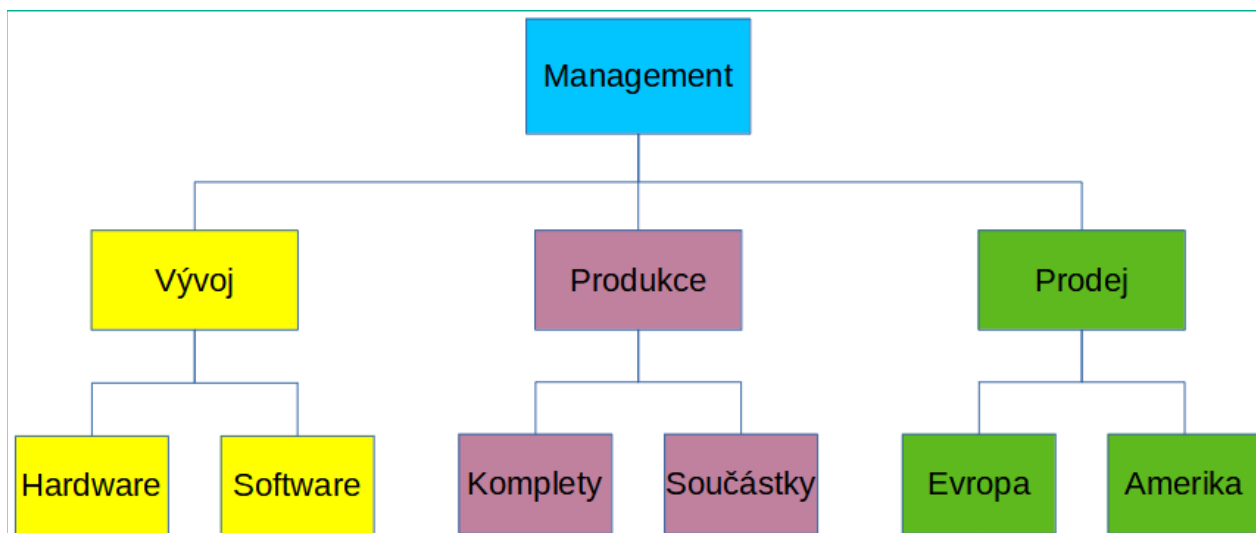 Management
Vývoj
Produkce
Prodej
Hardware
Software
Komplety
Součástky
Evropa
Amerika